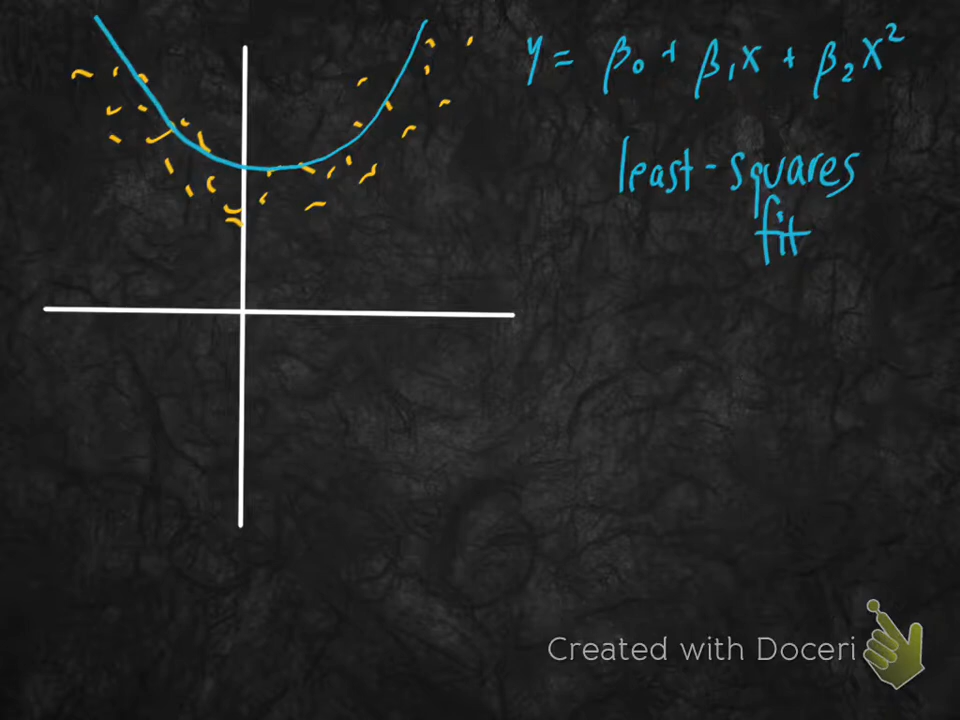 y = β₀ + β₁x + β₂x²
least-squares
fit
Created with Doceri